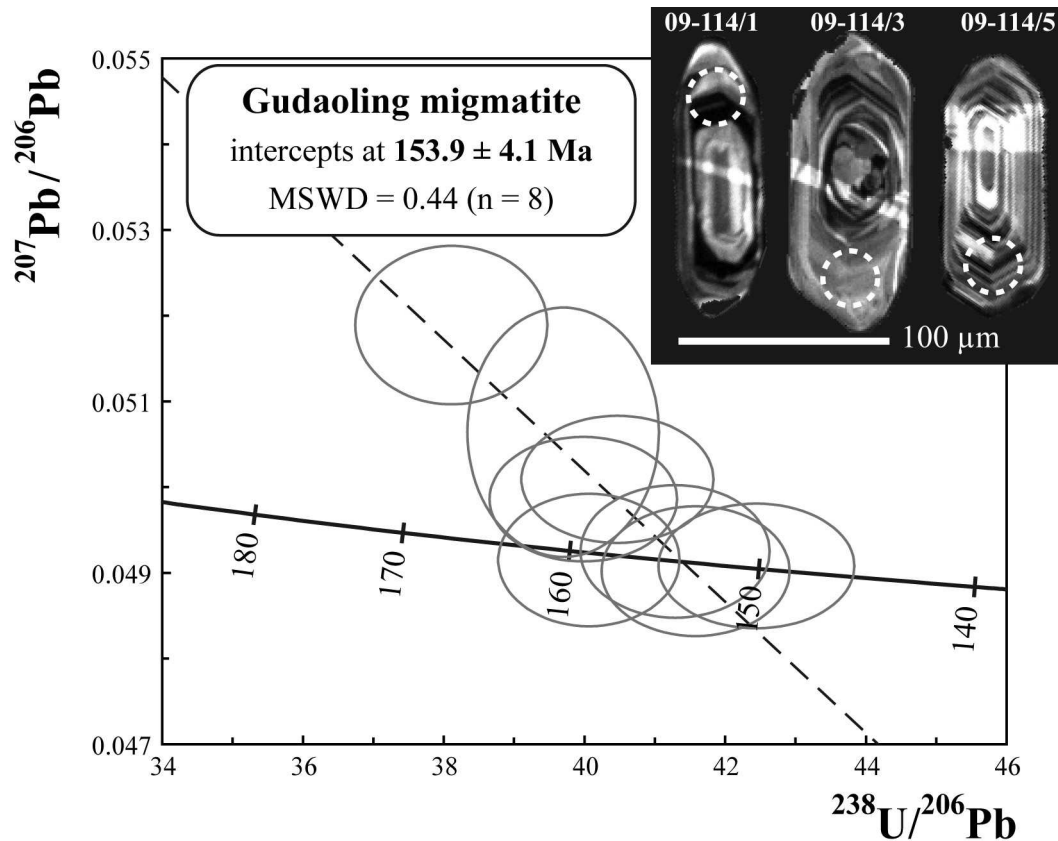 09-114/1 09-114/3 09-114/5
100 µm
Gudaoling migmatite
intercepts at 153.9 ± 4.1 Ma
MSWD = 0.44 (n = 8)
²⁰⁷Pb/²⁰⁶Pb
0.055
0.053
0.051
0.049
0.047
180
170
160
150
140
34 36 38 40 42 44 46
²³⁸U/²⁰⁶Pb